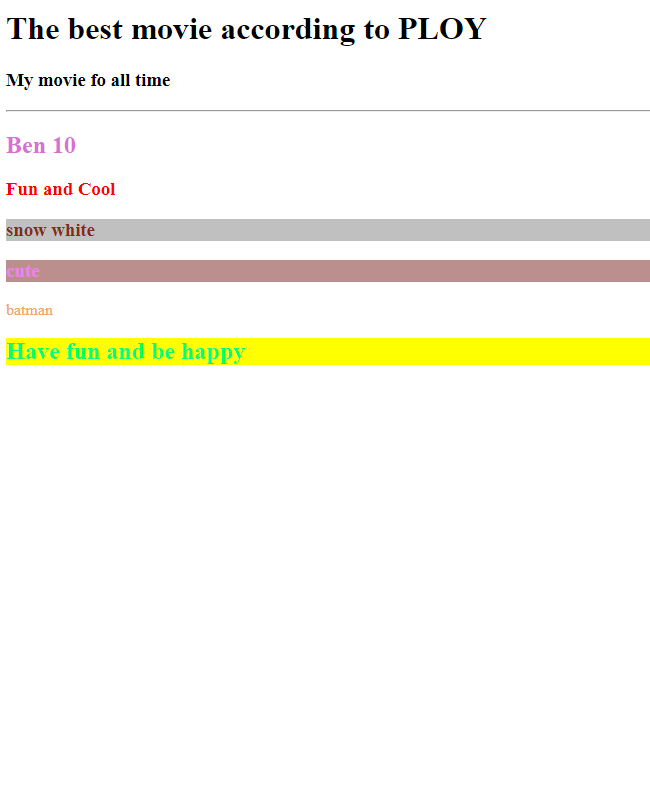 The best movie according to PLOY
My movie fo all time
Ben 10
Fun and Cool
snow white
cute
batman
Have fun and be happy